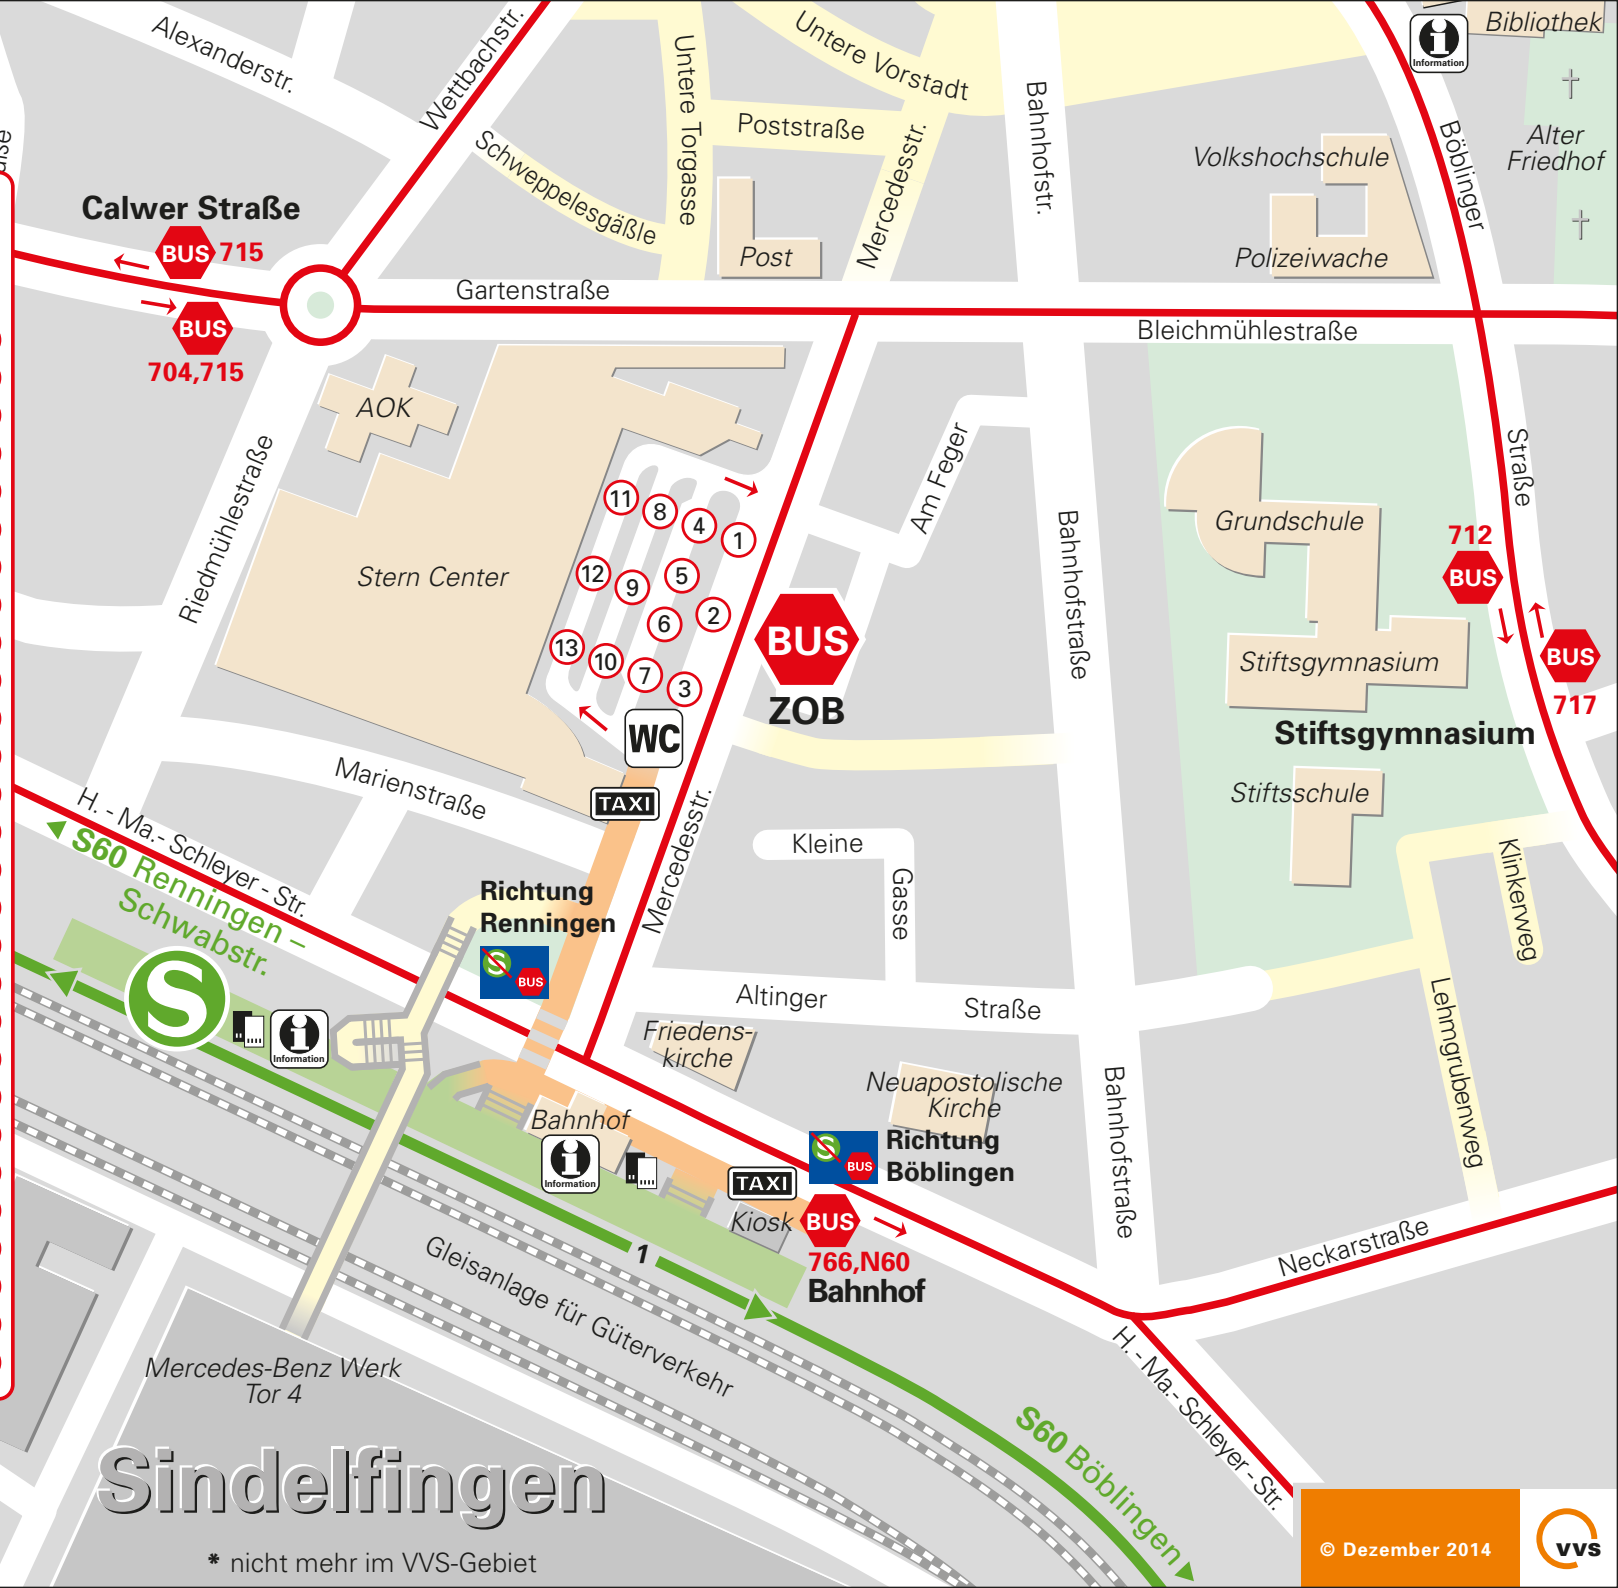 Alexanderstr.
Wettbachstr.
Untere Torgasse
Untere Vorstadt
Poststraße
Schweppelesgäßle
Mercedesstr.
Post
Bahnhofstr.
Information
Bibliothek
Böblinger
Alter
Friedhof
Volkshochschule
Polizeiwache
Calwer Straße
BUS 715
BUS
704,715
Gartenstraße
Bleichmühlestraße
AOK
Riedmühlestraße
Stern Center
11
8
4
1
12
9
5
2
6
13
10
7
3
BUS
ZOB
WC
TAXI
Am Feger
Bahnhofstraße
Grundschule
Straße
712
BUS
BUS
717
Stiftsgymnasium
Stiftsgymnasium
Stiftsschule
Klinkerweg
Lehmgrubenweg
Marienstraße
Mercedesstr.
Kleine
Gasse
H. - Ma.- Schleyer - Str.
S60 Renningen –
Schwabstr.
S
Information
Richtung
Renningen
S
BUS
Altinger
Straße
Friedens-
kirche
Neuapostolische
Kirche
Bahnhofstraße
Bahnhof
Information
TAXI
Kiosk
S
BUS
Richtung
Böblingen
BUS
766,N60
Bahnhof
1
Gleisanlage für Güterverkehr
Neckarstraße
H. - Ma.- Schleyer - Str.
S60 Böblingen
Mercedes-Benz Werk
Tor 4
Sindelfingen
* nicht mehr im VVS-Gebiet
© Dezember 2014
vvs